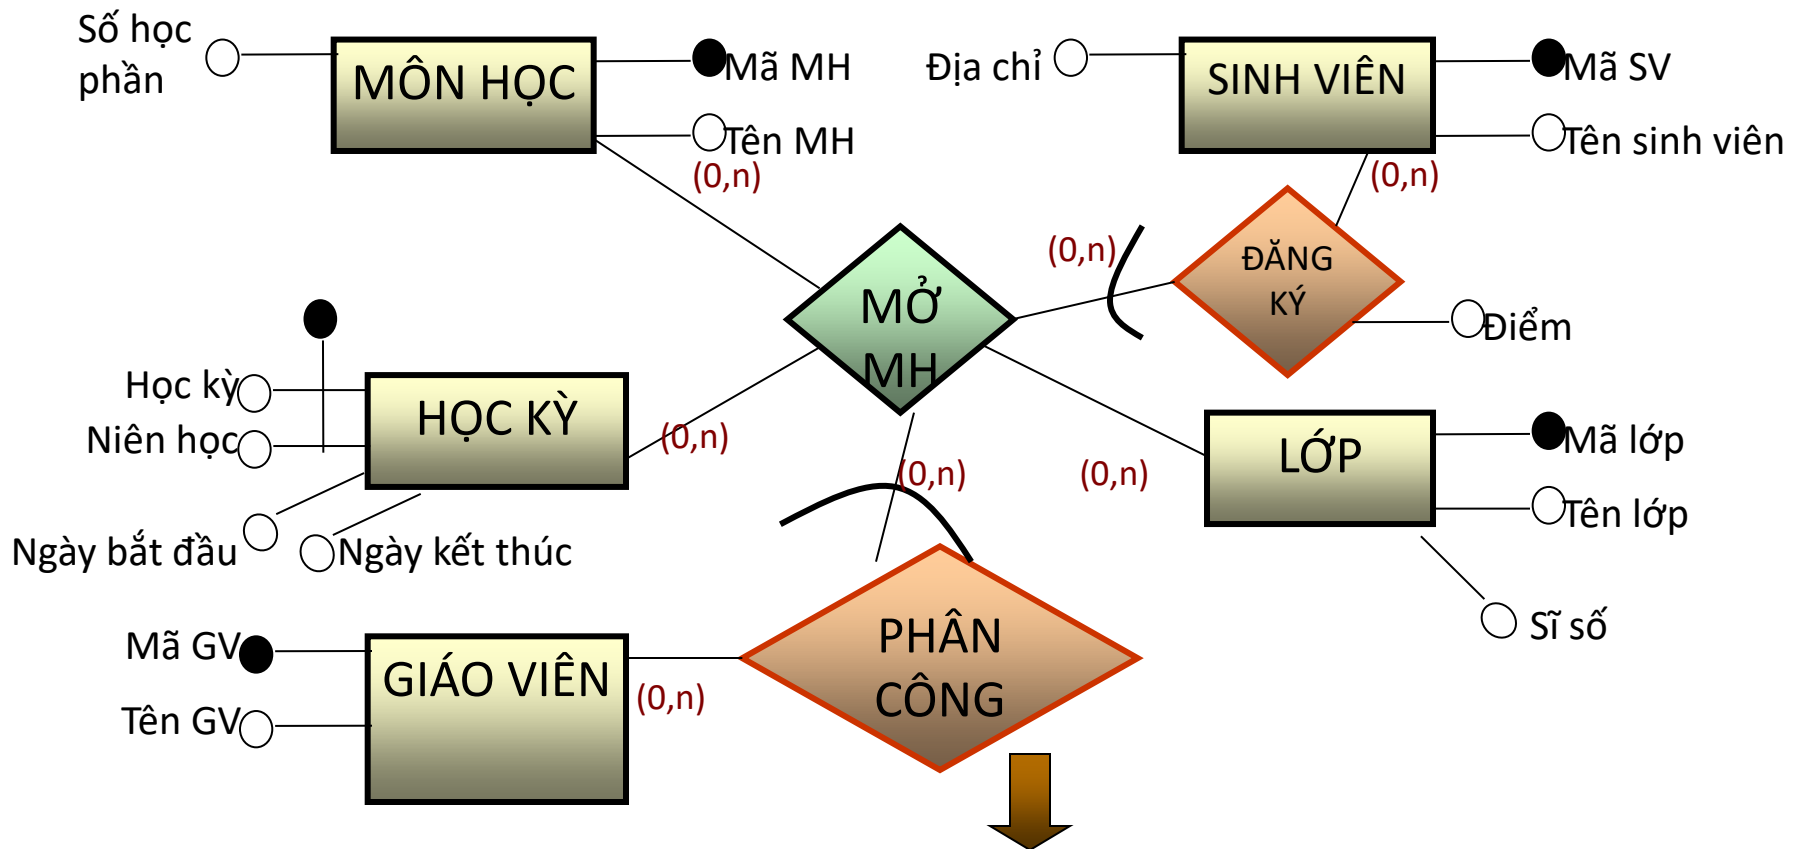 Số học
phần
MÔN HỌC
Mã MH
Tên MH
(0,n)
Địa chỉ
SINH VIÊN
Mã SV
Tên sinh viên
(0,n)
(0,n)
ĐĂNG
KÝ
Điểm
MỞ
MH
Học kỳ
Niên học
HỌC KỲ
(0,n)
Ngày bắt đầu
Ngày kết thúc
(0,n)
(0,n)
LỚP
Mã lớp
Tên lớp
Sĩ số
Mã GV
Tên GV
GIÁO VIÊN
(0,n)
PHÂN
CÔNG